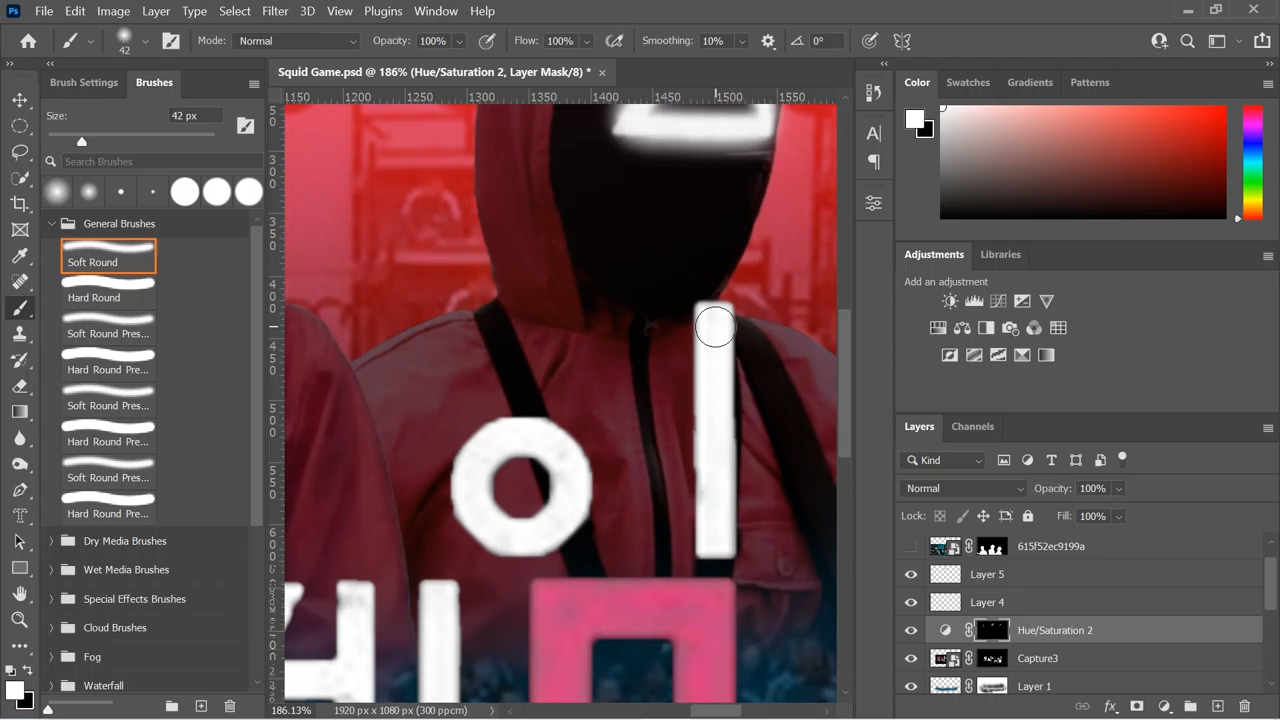 Ps File Edit Image Layer Type Select Filter 3D View Plugins Window Help
42 Mode: Normal Opacity: 100% Flow: 100% Smoothing: 10% 0°
Brush Settings Brushes
Squid Game.psd @ 186% (Hue/Saturation 2, Layer Mask/8) *
Size: 42 px
Search Brushes
General Brushes
Soft Round
Hard Round
Soft Round Pres...
Hard Round Pre...
Soft Round Pres...
Hard Round Pre...
Soft Round Pres...
Hard Round Pre...
Dry Media Brushes
Wet Media Brushes
Special Effects Brushes
Cloud Brushes
Fog
Waterfall
1150 1200 1250 1300 1350 1400 1450 1500 1550
186.13% 1920 px x 1080 px (300 ppcm)
Color Swatches Gradients Patterns
Adjustments Libraries
Add an adjustment
Layers Channels
Kind
Normal Opacity: 100%
Lock: Fill: 100%
615f52ec9199a
Layer 5
Layer 4
Hue/Saturation 2
Capture3
Layer 1
fx